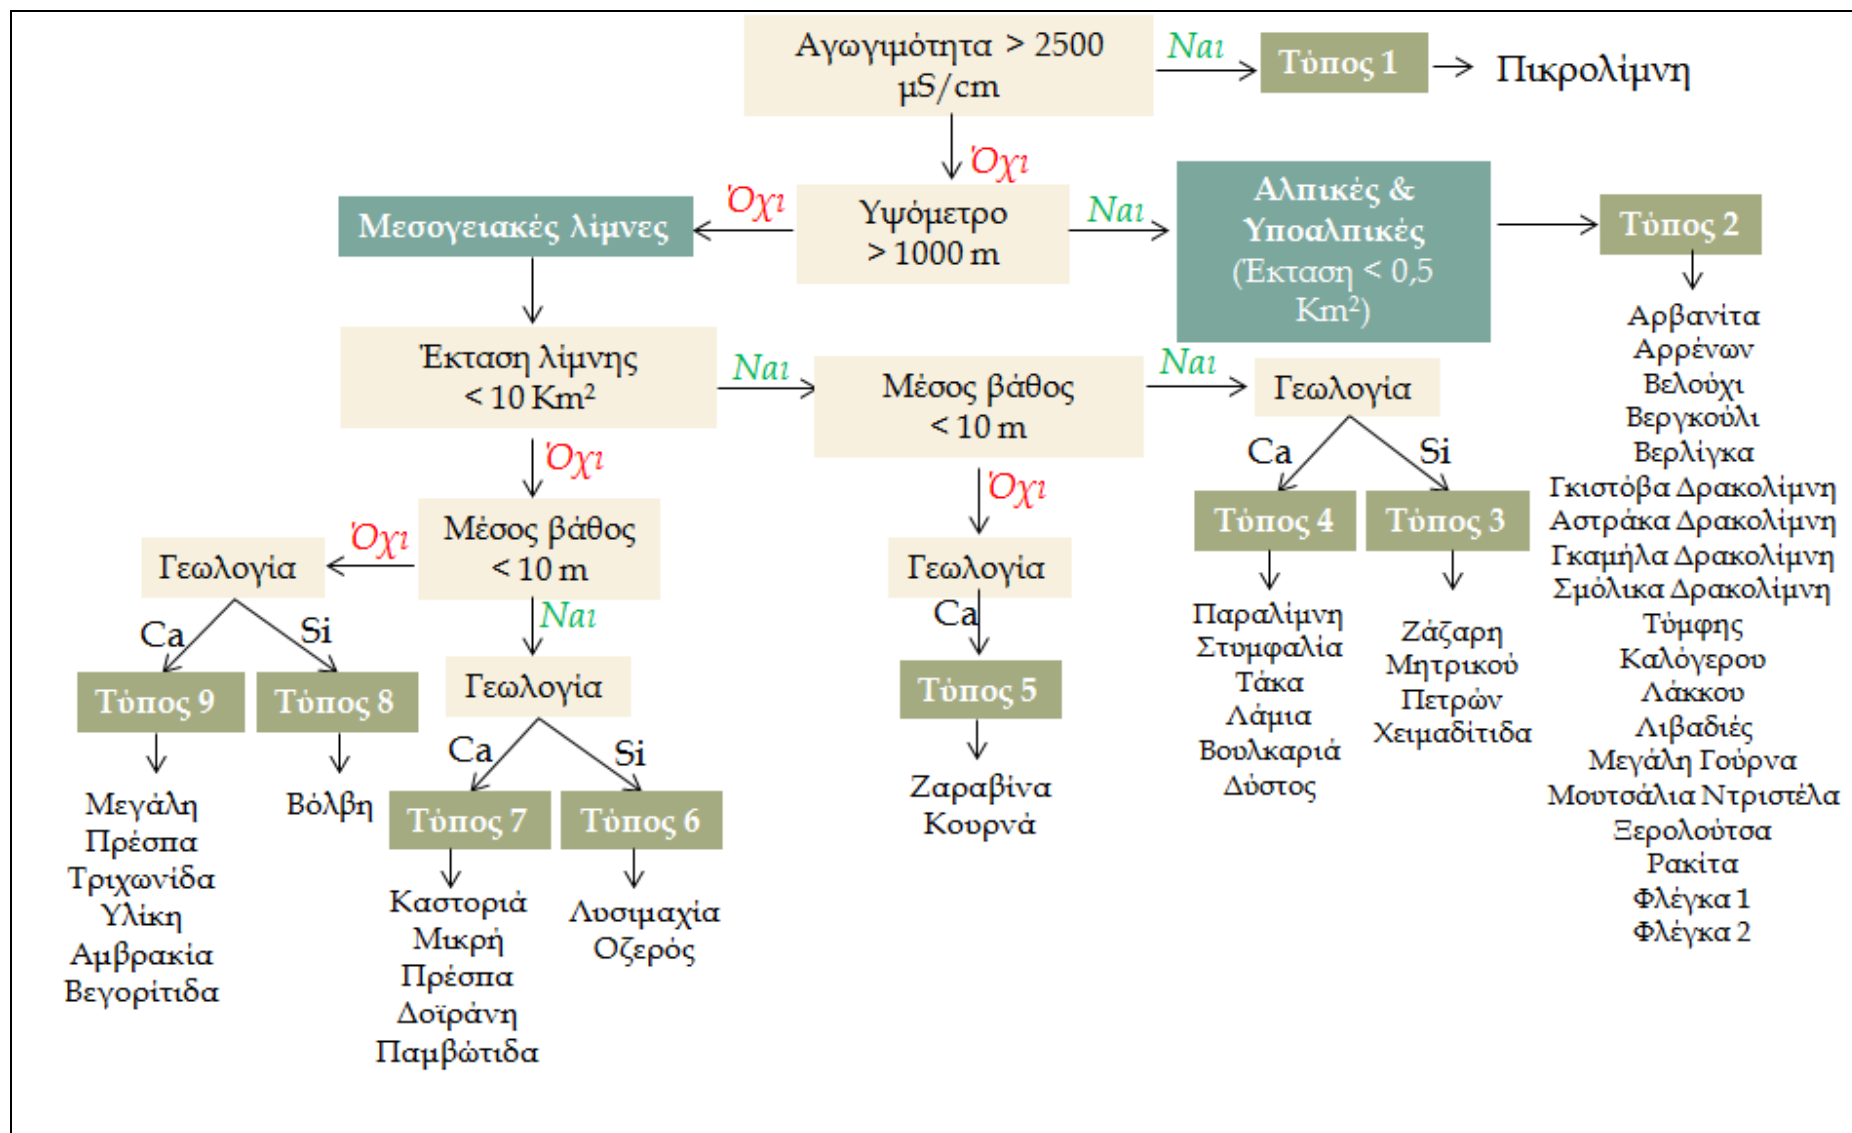 Αγωγιμότητα > 2500
μS/cm
Ναι
Τύπος 1
Πικρολίμνη
Όχι
Υψόμετρο
> 1000 m
Όχι
Μεσογειακές λίμνες
Ναι
Αλπικές &
Υποαλπικές
(Έκταση < 0,5
Km²)
Τύπος 2
Αρβανίτα
Αρρένων
Βελούχι
Βεργκούλι
Βερλίγκα
Γκιστόβα Δρακολίμνη
Αστράκα Δρακολίμνη
Γκαμήλα Δρακολίμνη
Σμόλικα Δρακολίμνη
Τύμφης
Καλόγερου
Λάκκου
Λιβαδιές
Μεγάλη Γούρνα
Μουτσάλια Ντριστέλα
Ξερολούτσα
Ρακίτα
Φλέγκα 1
Φλέγκα 2
Έκταση λίμνης
< 10 Km²
Ναι
Μέσος βάθος
< 10 m
Ναι
Γεωλογία
Ca
Si
Τύπος 4
Τύπος 3
Παραλίμνη
Στυμφαλία
Τάκα
Λάμια
Βουλκαριά
Δύστος
Ζάζαρη
Μητρικού
Πετρών
Χειμαδίτιδα
Όχι
Γεωλογία
Ca
Τύπος 5
Ζαραβίνα
Κουρνά
Όχι
Μέσος βάθος
< 10 m
Όχι
Γεωλογία
Ca
Si
Τύπος 9
Τύπος 8
Μεγάλη
Πρέσπα
Τριχωνίδα
Υλίκη
Αμβρακία
Βεγορίτιδα
Βόλβη
Ναι
Γεωλογία
Ca
Si
Τύπος 7
Τύπος 6
Καστοριά
Μικρή
Πρέσπα
Δοϊράνη
Παμβώτιδα
Λυσιμαχία
Οζερός